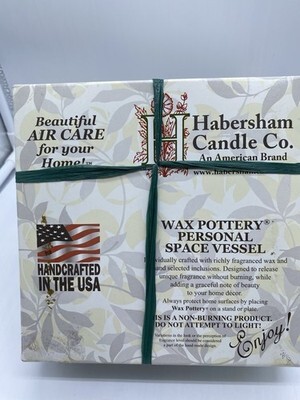 Beautiful
AIR CARE
for your
Home!
Habersham
Candle Co.
An American Brand
HANDCRAFTED
IN THE USA
WAX POTTERY®
PERSONAL
SPACE VESSEL
crafted with richly fragranced wax and
selected inclusions. Designed to release
unique fragrance without burning, while
adding a graceful note of beauty
to your home decor.
Always protect home surfaces by placing
Wax Pottery® on a stand or plate.
IS A NON-BURNING PRODUCT.
DO NOT ATTEMPT TO LIGHT!
Enjoy!